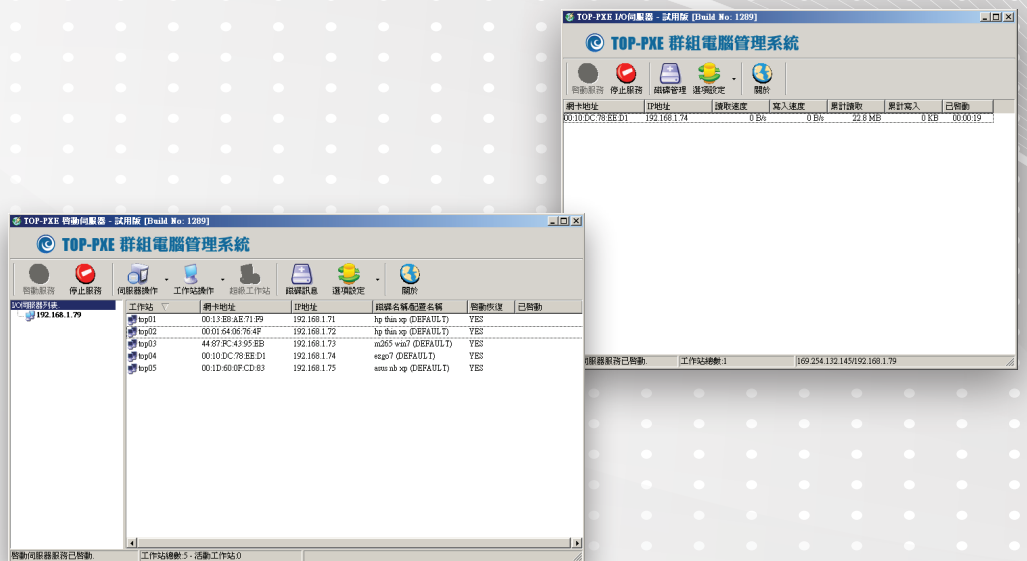 TOP-PXE I/O伺服器 - 試用版 [Build No: 1289]
TOP-PXE 群組電腦管理系統
啓動服務 停止服務 磁碟管理 選項設定 關於
網卡地址 IP地址 讀取速度 寫入速度 累計讀取 累計寫入 已啓動
00:10:DC:78:EE:D1 192.168.1.74 0 B/s 0 B/s 22.8 MB 0 KB 00:00:19
伺服器服務已啓動. 工作站總數:1 169.254.132.145/192.168.1.79
TOP-PXE 啓動伺服器 - 試用版 [Build No: 1289]
TOP-PXE 群組電腦管理系統
啓動服務 停止服務 伺服器操作 工作站操作 超級工作站 磁碟訊息 選項設定 關於
I/O伺服器列表
192.168.1.79
工作站 網卡地址 IP地址 磁碟名稱/配置名稱 啓動恢復 已啓動
top01 00:13:E8:AE:71:F9 192.168.1.71 hp thin xp (DEFAULT) YES
top02 00:01:64:06:76:4F 192.168.1.72 hp thin xp (DEFAULT) YES
top03 44:87:FC:43:95:EB 192.168.1.73 m265 win7 (DEFAULT) YES
top04 00:10:DC:78:EE:D1 192.168.1.74 ezgo7 (DEFAULT) YES
top05 00:1D:60:0F:CD:83 192.168.1.75 asus nb xp (DEFAULT) YES
啓動伺服器服務已啓動. 工作站總數:5 - 活動工作站:0